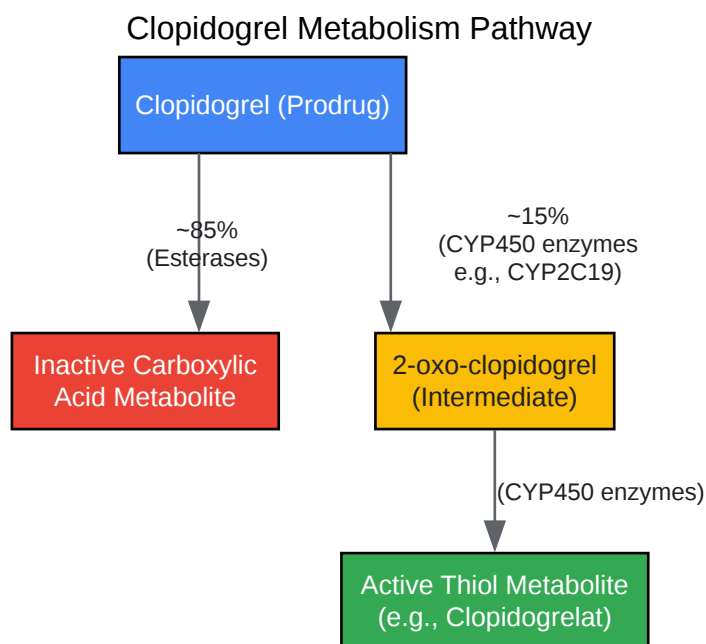 Clopidogrel Metabolism Pathway
Clopidogrel (Prodrug)
~85%
(Esterases)
~15%
(CYP450 enzymes
e.g., CYP2C19)
Inactive Carboxylic
Acid Metabolite
2-oxo-clopidogrel
(Intermediate)
(CYP450 enzymes)
Active Thiol Metabolite
(e.g., Clopidogrelat)